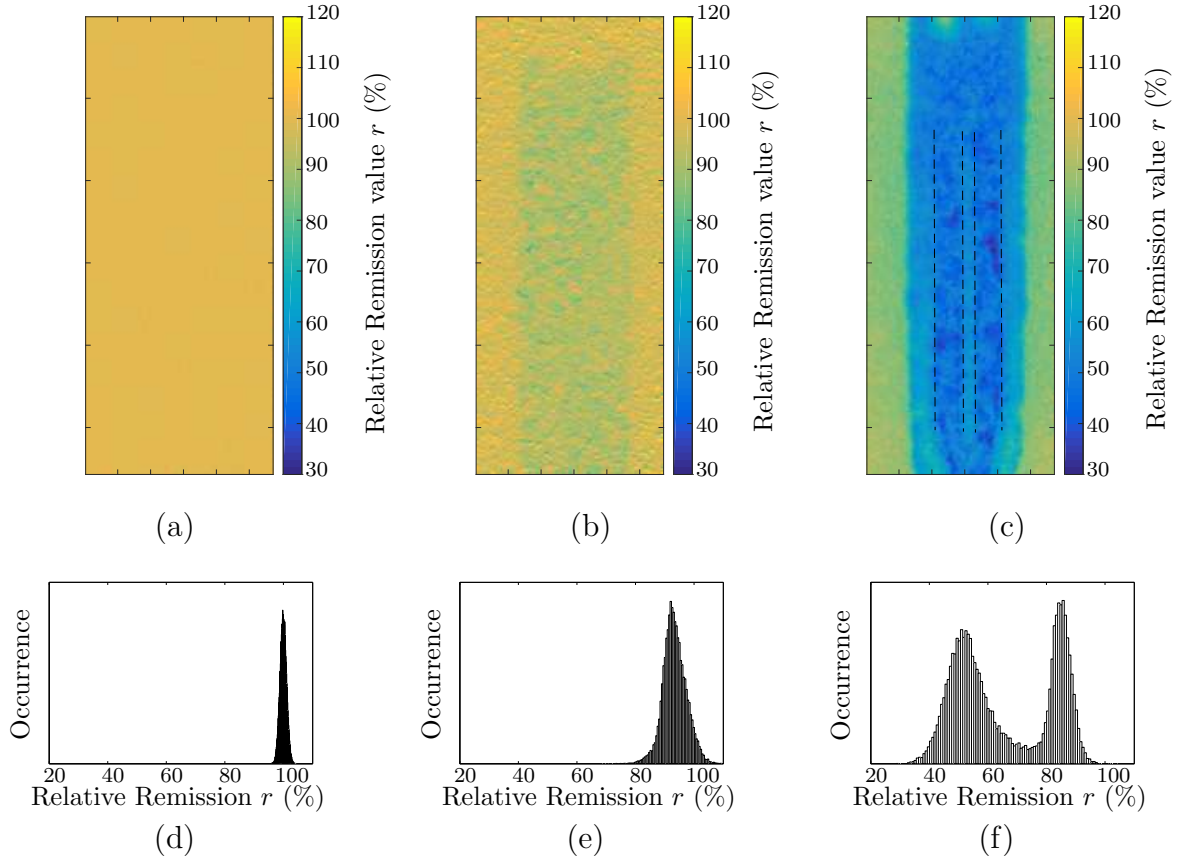 120
110
100
90
80
70
60
50
40
30
Relative Remission value r (%)
120
110
100
90
80
70
60
50
40
30
Relative Remission value r (%)
120
110
100
90
80
70
60
50
40
30
Relative Remission value r (%)
(a)
(b)
(c)
Occurrence
20 40 60 80 100
Relative Remission r (%)
(d)
Occurrence
20 40 60 80 100
Relative Remission r (%)
(e)
Occurrence
20 40 60 80 100
Relative Remission r (%)
(f)